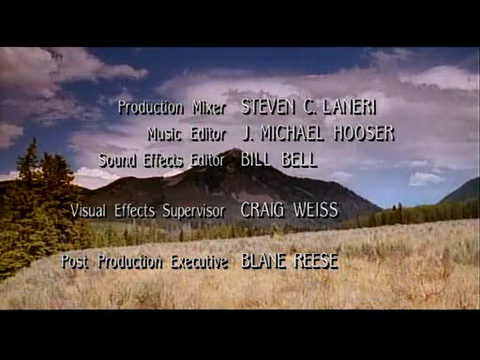 Production Mixer STEVEN C. LANERI
Music Editor J. MICHAEL HOOSER
Sound Effects Editor BILL BELL
Visual Effects Supervisor CRAIG WEISS
Post Production Executive BLANE REESE